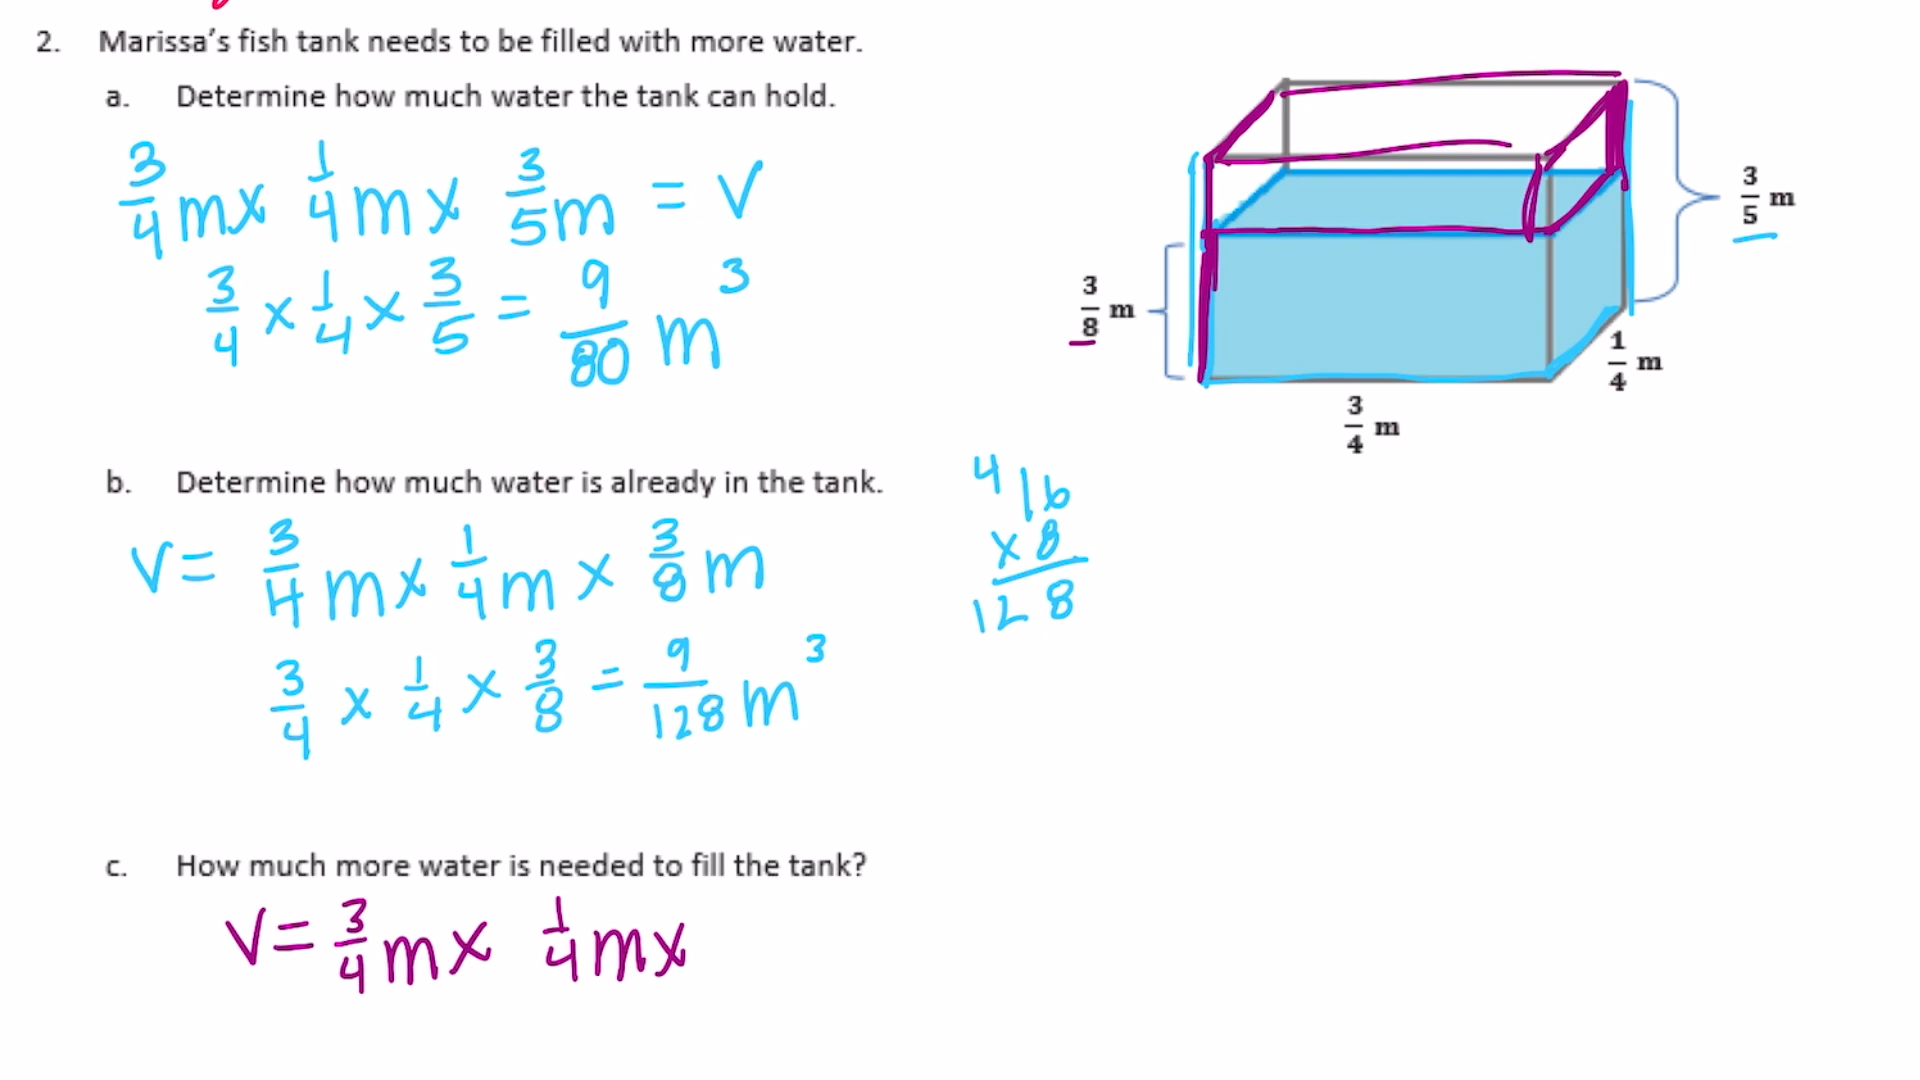 2. Marissa's fish tank needs to be filled with more water.
a. Determine how much water the tank can hold.
3/4 m x 1/4 m x 3/5 m = V
3/4 x 1/4 x 3/5 = 9/80 m³
3/5 m
3/8 m
1/4 m
3/4 m
b. Determine how much water is already in the tank.
V = 3/4 m x 1/4 m x 3/8 m
3/4 x 1/4 x 3/8 = 9/128 m³
4
16
x 8
128
c. How much more water is needed to fill the tank?
V = 3/4 m x 1/4 m x